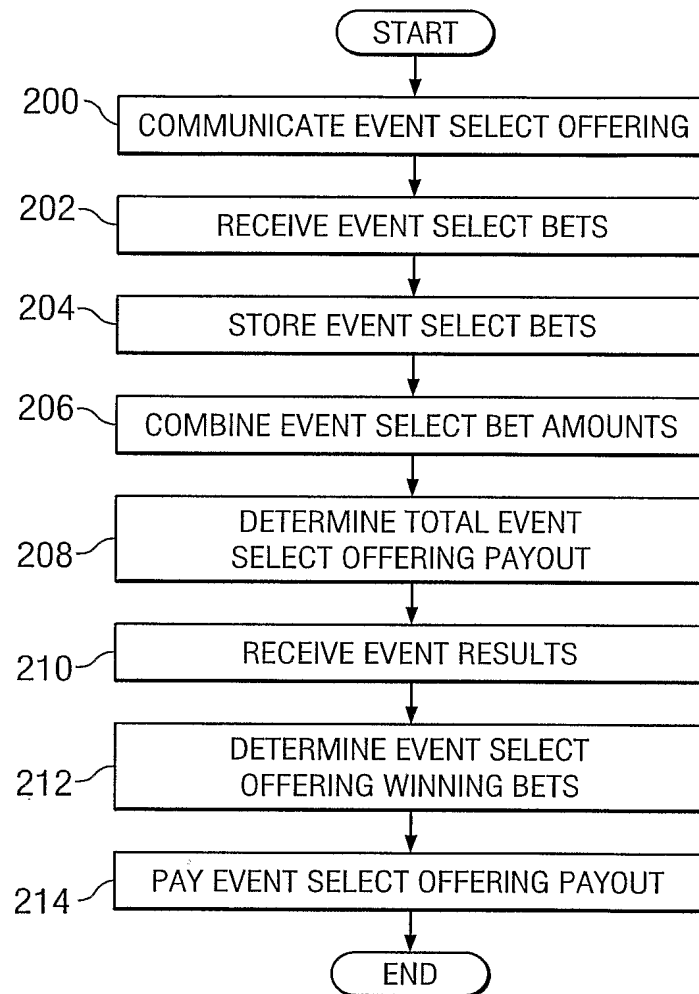 START
200
COMMUNICATE EVENT SELECT OFFERING
202
RECEIVE EVENT SELECT BETS
204
STORE EVENT SELECT BETS
206
COMBINE EVENT SELECT BET AMOUNTS
208
DETERMINE TOTAL EVENT
SELECT OFFERING PAYOUT
210
RECEIVE EVENT RESULTS
212
DETERMINE EVENT SELECT
OFFERING WINNING BETS
214
PAY EVENT SELECT OFFERING PAYOUT
END